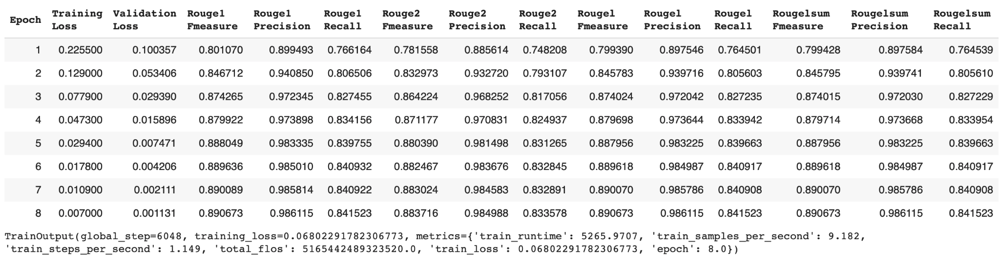 Epoch Training Loss Validation Loss Rouge1 Fmeasure Rouge1 Precision Rouge1 Recall Rouge2 Fmeasure Rouge2 Precision Rouge2 Recall Rougel Fmeasure Rougel Precision Rougel Recall Rougelsum Fmeasure Rougelsum Precision Rougelsum Recall
1 0.225500 0.100357 0.801070 0.899493 0.766164 0.781558 0.885614 0.748208 0.799390 0.897546 0.764501 0.799428 0.897584 0.764539
2 0.129000 0.053406 0.846712 0.940850 0.806506 0.832973 0.932720 0.793107 0.845783 0.939716 0.805603 0.845795 0.939741 0.805610
3 0.077900 0.029390 0.874265 0.972345 0.827455 0.864224 0.968252 0.817056 0.874024 0.972042 0.827235 0.874015 0.972030 0.827229
4 0.047300 0.015896 0.879922 0.973898 0.834156 0.871177 0.970831 0.824937 0.879698 0.973644 0.833942 0.879714 0.973668 0.833954
5 0.029400 0.007471 0.888049 0.983335 0.839755 0.880390 0.981498 0.831265 0.887956 0.983225 0.839663 0.887956 0.983225 0.839663
6 0.017800 0.004206 0.889636 0.985010 0.840932 0.882467 0.983676 0.832845 0.889618 0.984987 0.840917 0.889618 0.984987 0.840917
7 0.010900 0.002111 0.890089 0.985814 0.840922 0.883024 0.984583 0.832891 0.890070 0.985786 0.840908 0.890070 0.985786 0.840908
8 0.007000 0.001131 0.890673 0.986115 0.841523 0.883716 0.984988 0.833578 0.890673 0.986115 0.841523 0.890673 0.986115 0.841523
TrainOutput(global_step=6048, training_loss=0.06802291782306773, metrics={'train_runtime': 5265.9707, 'train_samples_per_second': 9.182,
'train_steps_per_second': 1.149, 'total_flos': 5165442489323520.0, 'train_loss': 0.06802291782306773, 'epoch': 8.0})